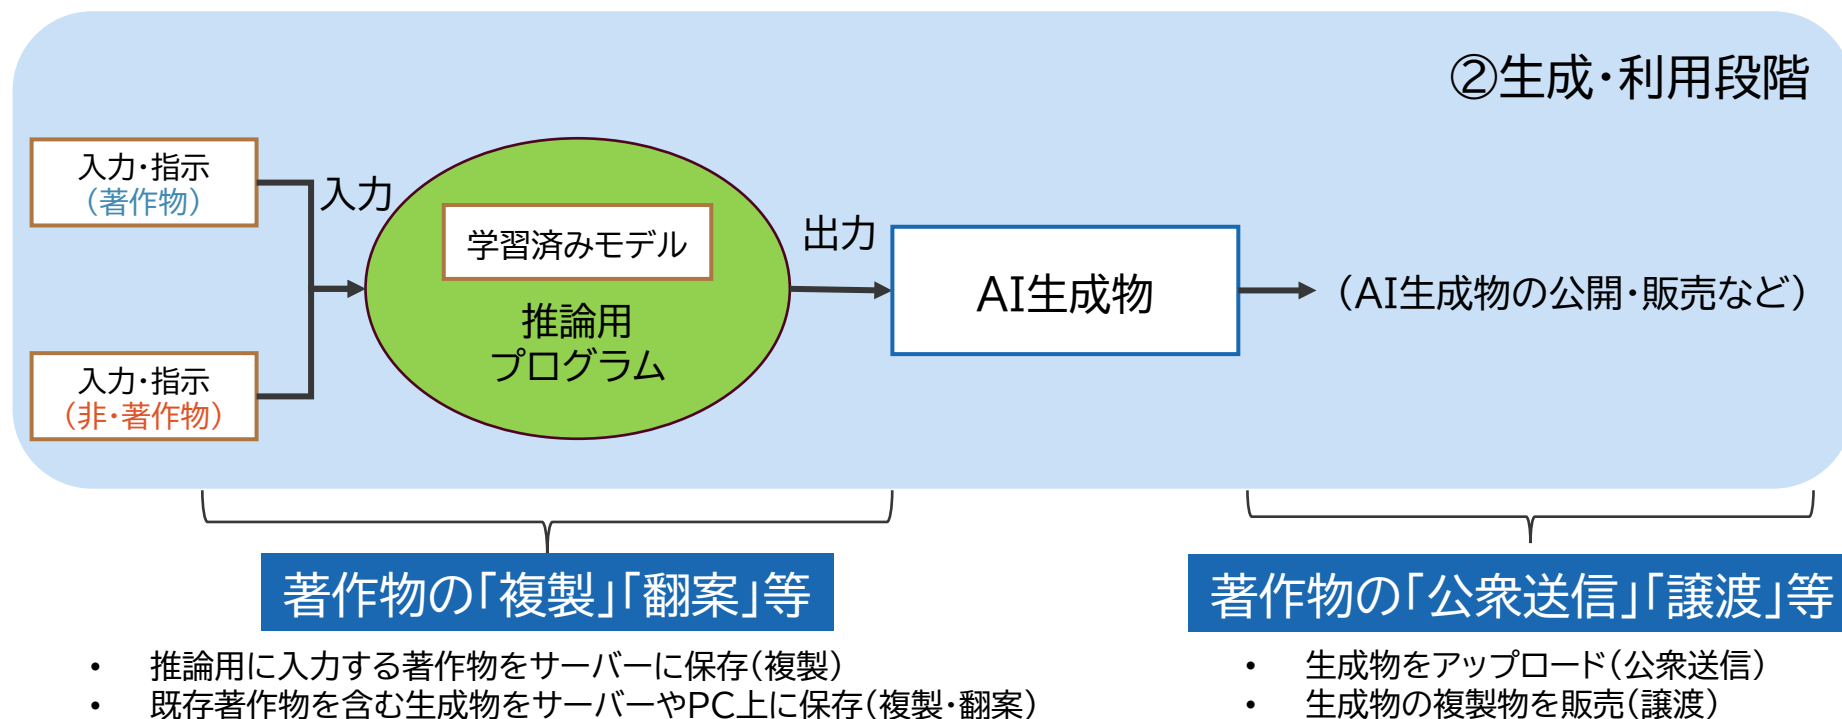 ②生成・利用段階
入力・指示
（著作物）
入力
学習済みモデル
推論用
プログラム
出力
AI生成物
（AI生成物の公開・販売など）
入力・指示
（非・著作物）
著作物の「複製」「翻案」等
• 推論用に入力する著作物をサーバーに保存（複製）
• 既存著作物を含む生成物をサーバーやPC上に保存（複製・翻案）
著作物の「公衆送信」「譲渡」等
• 生成物をアップロード（公衆送信）
• 生成物の複製物を販売（譲渡）